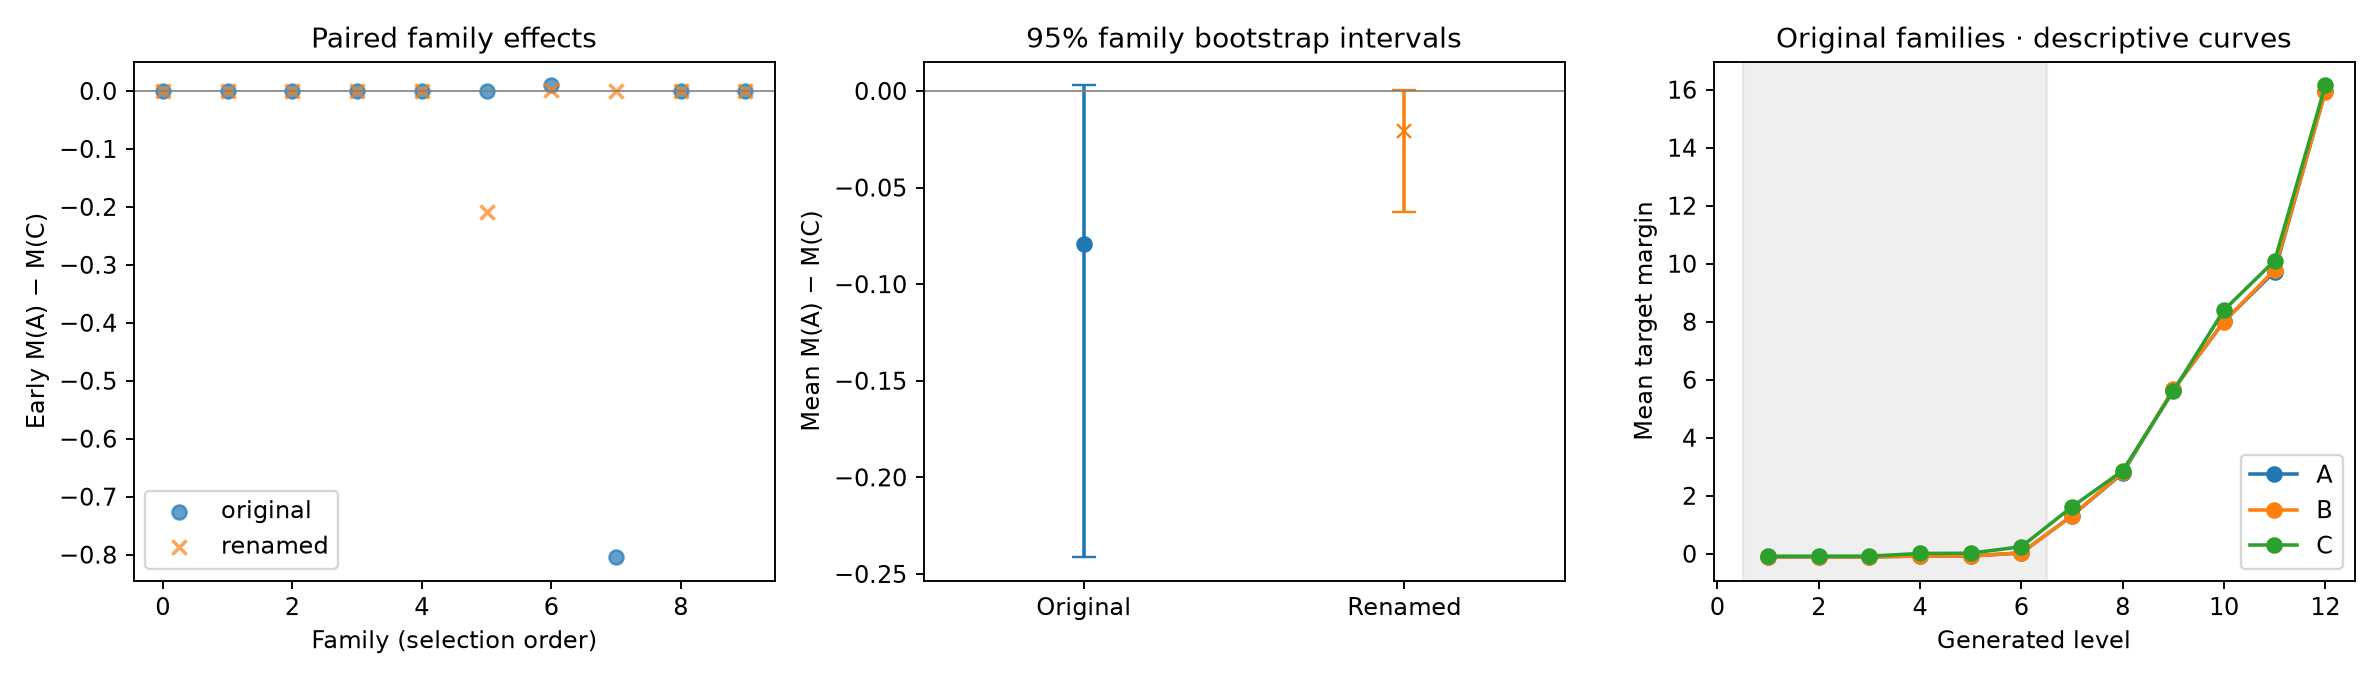 Paired family effects
0.0
−0.1
−0.2
−0.3
−0.4
−0.5
−0.6
−0.7
−0.8
Early M(A) − M(C)
original
renamed
0 2 4 6 8
Family (selection order)
95% family bootstrap intervals
0.00
−0.05
−0.10
−0.15
−0.20
−0.25
Mean M(A) − M(C)
Original Renamed
Original families · descriptive curves
16
14
12
10
8
6
4
2
0
Mean target margin
A
B
C
0 2 4 6 8 10 12
Generated level